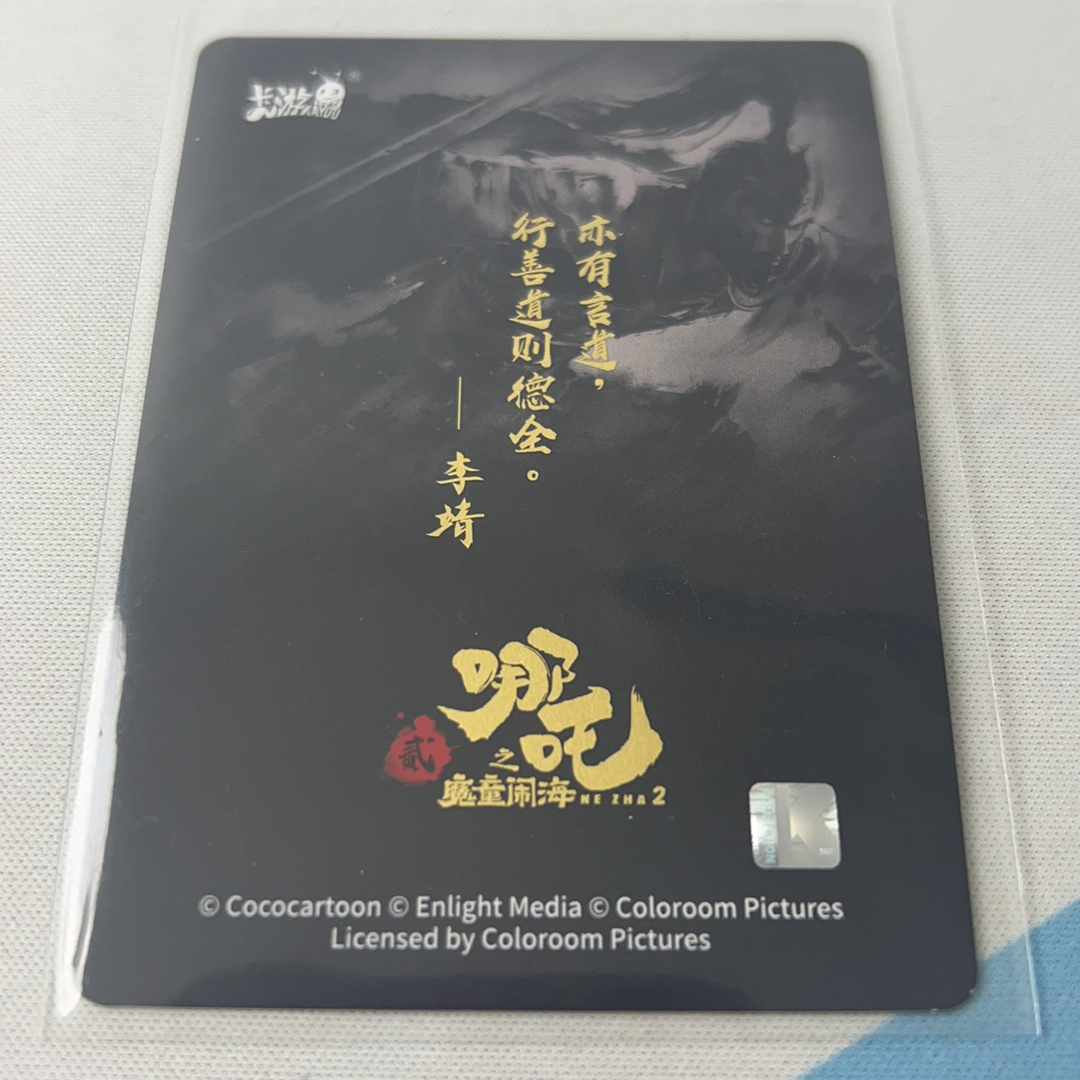 卡游 KAYOU ®
亦有言道，
行善道则德全。
——李靖
哪吒
之
魔童闹海 NE ZHA 2
贰
© Cococartoon © Enlight Media © Coloroom Pictures
Licensed by Coloroom Pictures